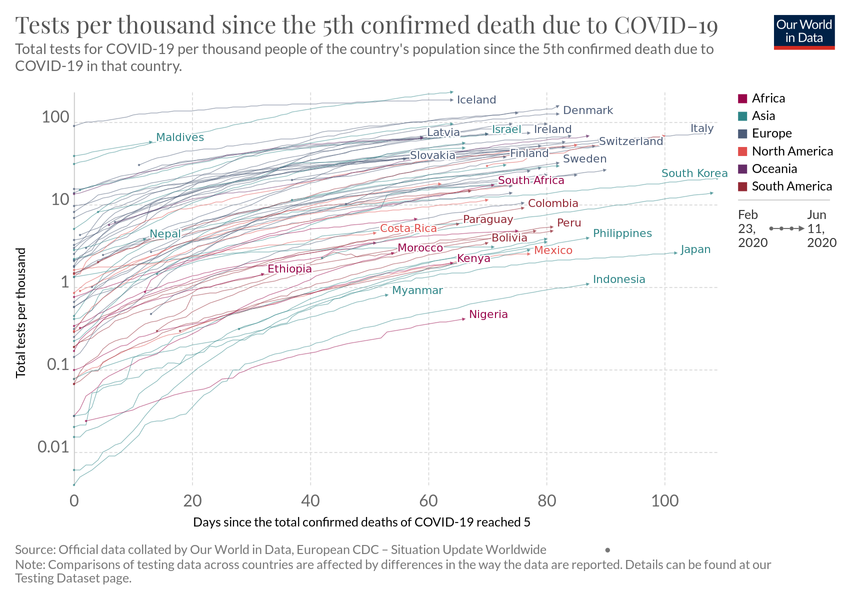 Tests per thousand since the 5th confirmed death due to COVID-19
Our World
in Data
Total tests for COVID-19 per thousand people of the country's population since the 5th confirmed death due to
COVID-19 in that country.
100
10
1
0.1
0.01
Total tests per thousand
Iceland
Denmark
Maldives
Latvia
Israel
Ireland
Italy
Switzerland
Slovakia
Finland
Sweden
South Korea
South Africa
Colombia
Nepal
Costa Rica
Paraguay
Peru
Philippines
Bolivia
Morocco
Mexico
Japan
Kenya
Ethiopia
Indonesia
Myanmar
Nigeria
0
20
40
60
80
100
Days since the total confirmed deaths of COVID-19 reached 5
Africa
Asia
Europe
North America
Oceania
South America
Feb
23,
2020
Jun
11,
2020
Source: Official data collated by Our World in Data, European CDC – Situation Update Worldwide
Note: Comparisons of testing data across countries are affected by differences in the way the data are reported. Details can be found at our
Testing Dataset page.